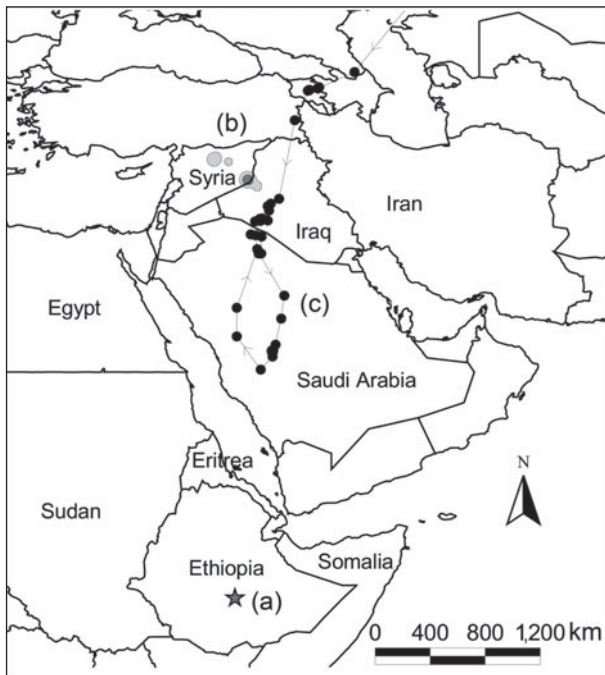 (b)
Syria
Iran
Iraq
Egypt
(c)
Saudi Arabia
Eritrea
N
Sudan
Somalia
Ethiopia
(a)
0 400 800 1,200 km